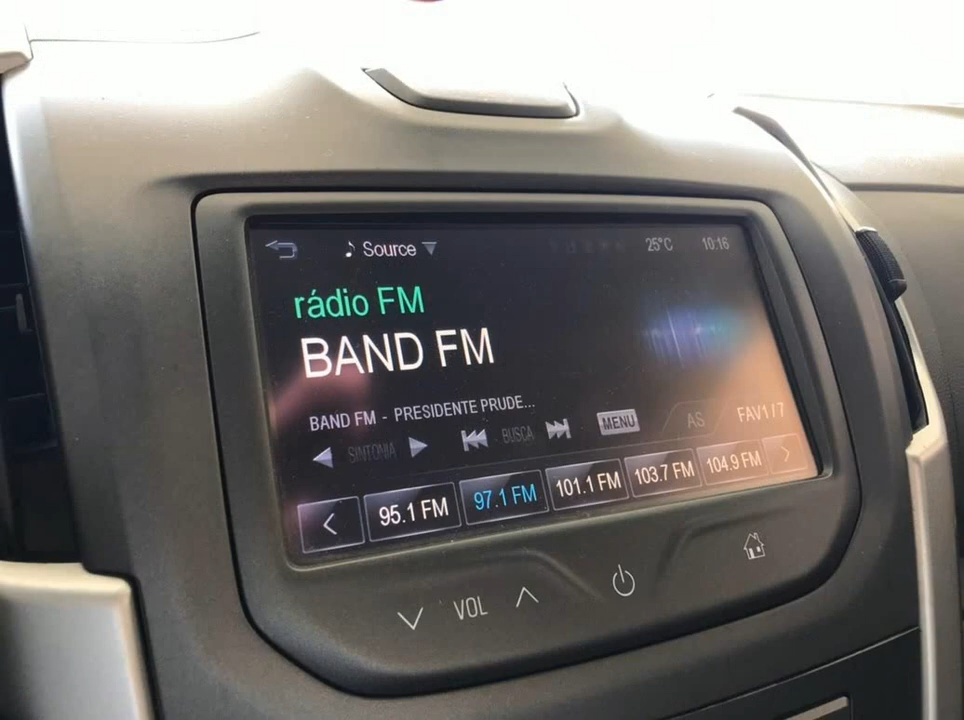 Source 25°C 10:16
rádio FM
BAND FM
BAND FM - PRESIDENTE PRUDE...
SINTONIA BUSCA MENU AS FAV1/7
95.1 FM 97.1 FM 101.1 FM 103.7 FM 104.9 FM
VOL